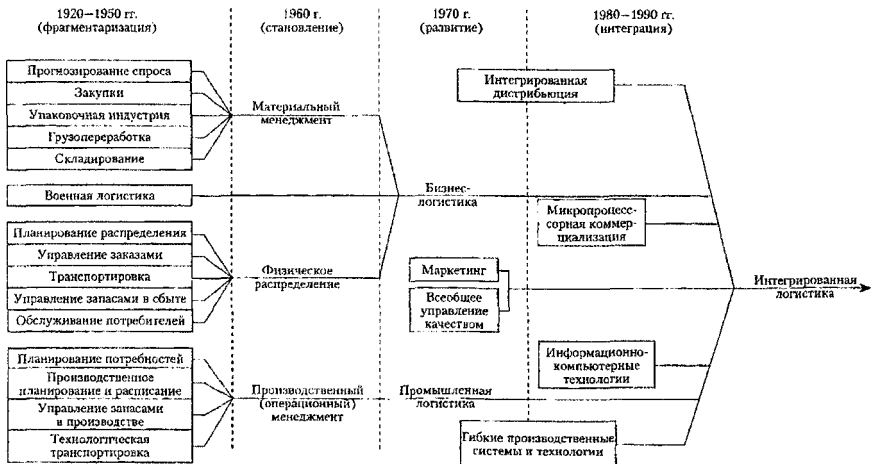 1920—1950 гг.
(фрагментаризация)
1960 г.
(становление)
1970 г.
(развитие)
1980—1990 гг.
(интеграция)
Прогнозирование спроса
Закупки
Упаковочная индустрия
Грузопереработка
Складирование
Материальный
менеджмент
Интегрированная
дистрибьюция
Военная логистика
Бизнес-
логистика
Микропроцес-
сорная коммер-
циализация
Планирование распределения
Управление заказами
Транспортировка
Управление запасами в сбыте
Обслуживание потребителей
Физическое
распределение
Маркетинг
Всеобщее
управление
качеством
Интегрированная
логистика
Планирование потребностей
Производственное
планирование и расписание
Управление запасами
в производстве
Технологическая
транспортировка
Производственный
(операционный)
менеджмент
Промышленная
логистика
Информационно-
компьютерные
технологии
Гибкие производственные
системы и технологии